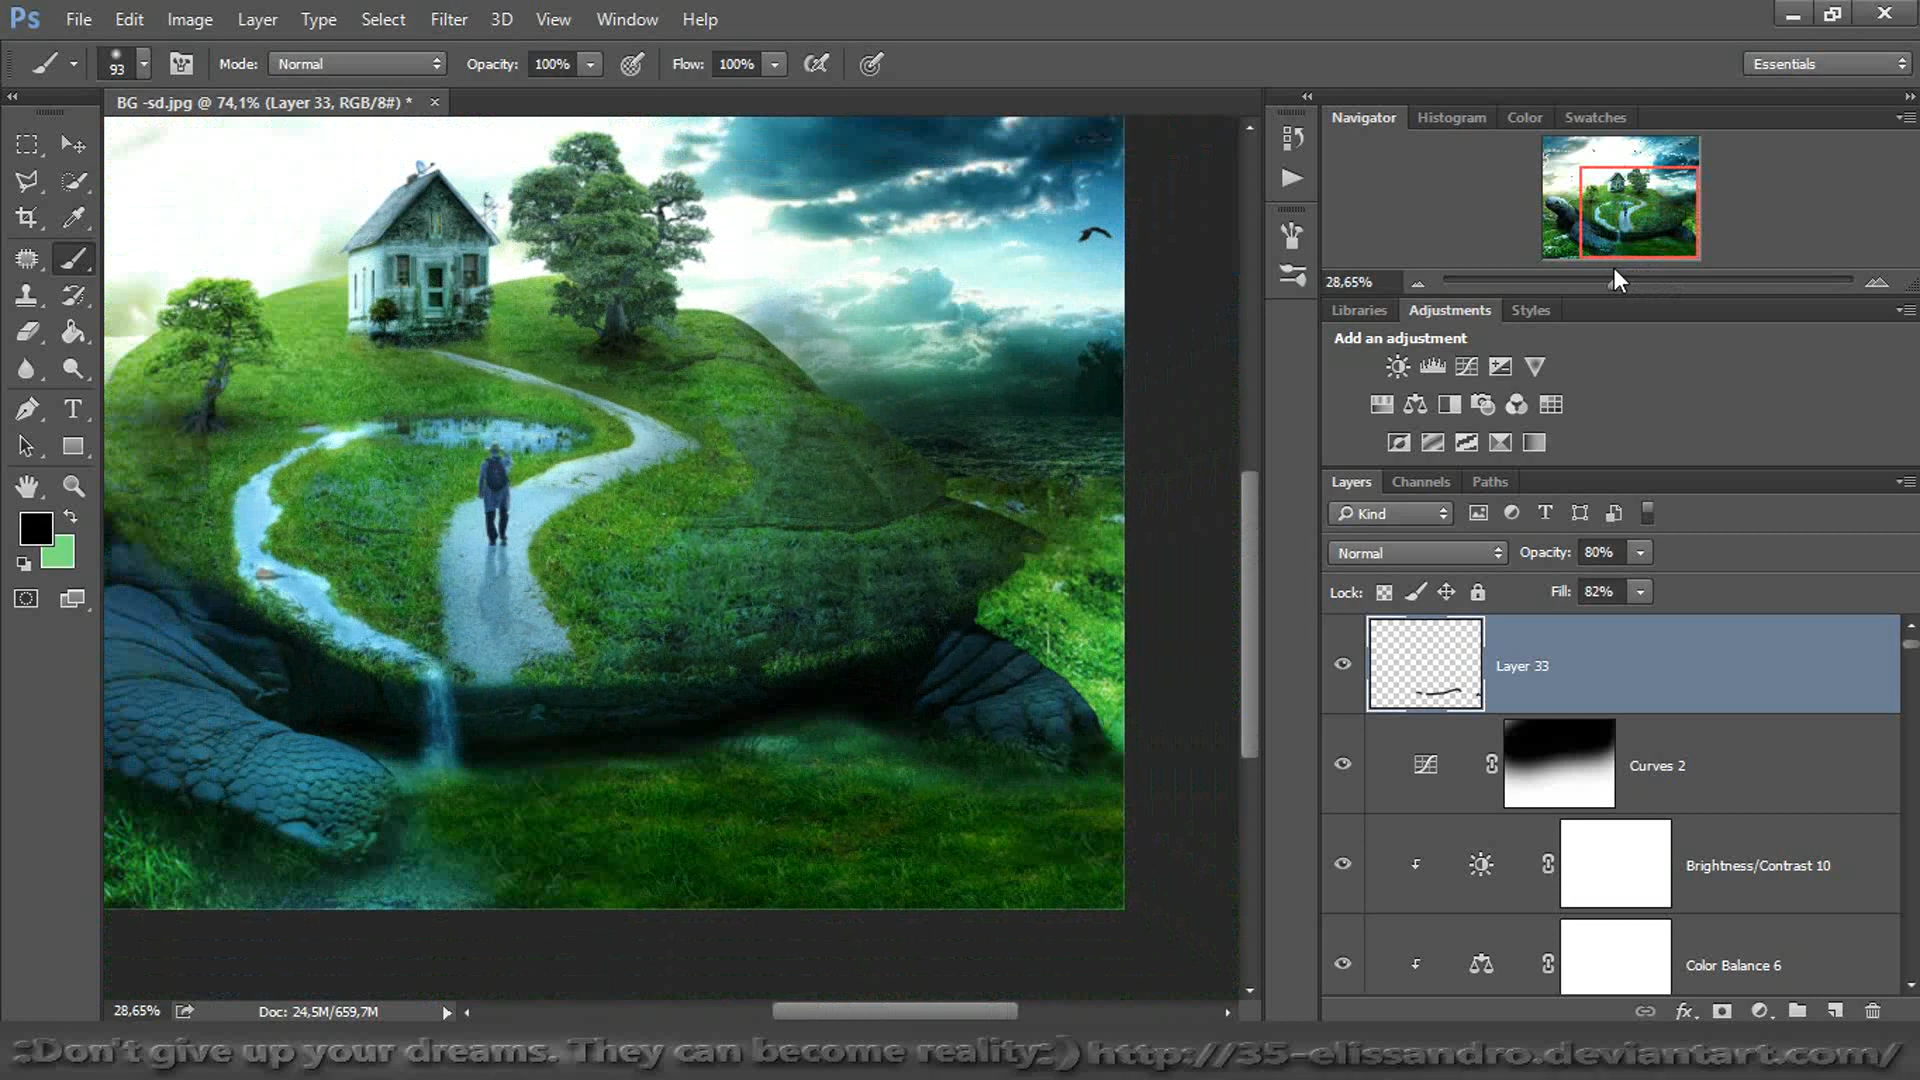 Ps File Edit Image Layer Type Select Filter 3D View Window Help
93 Mode: Normal Opacity: 100% Flow: 100% Essentials
BG -sd.jpg @ 74,1% (Layer 33, RGB/8#) * ×
Navigator Histogram Color Swatches
28,65%
Libraries Adjustments Styles
Add an adjustment
Layers Channels Paths
Kind
Normal Opacity: 80%
Lock: Fill: 82%
Layer 33
Curves 2
Brightness/Contrast 10
Color Balance 6
28,65% Doc: 24,5M/659,7M
:Don't give up your dreams. They can become reality:) http://35-elissandro.deviantart.com/